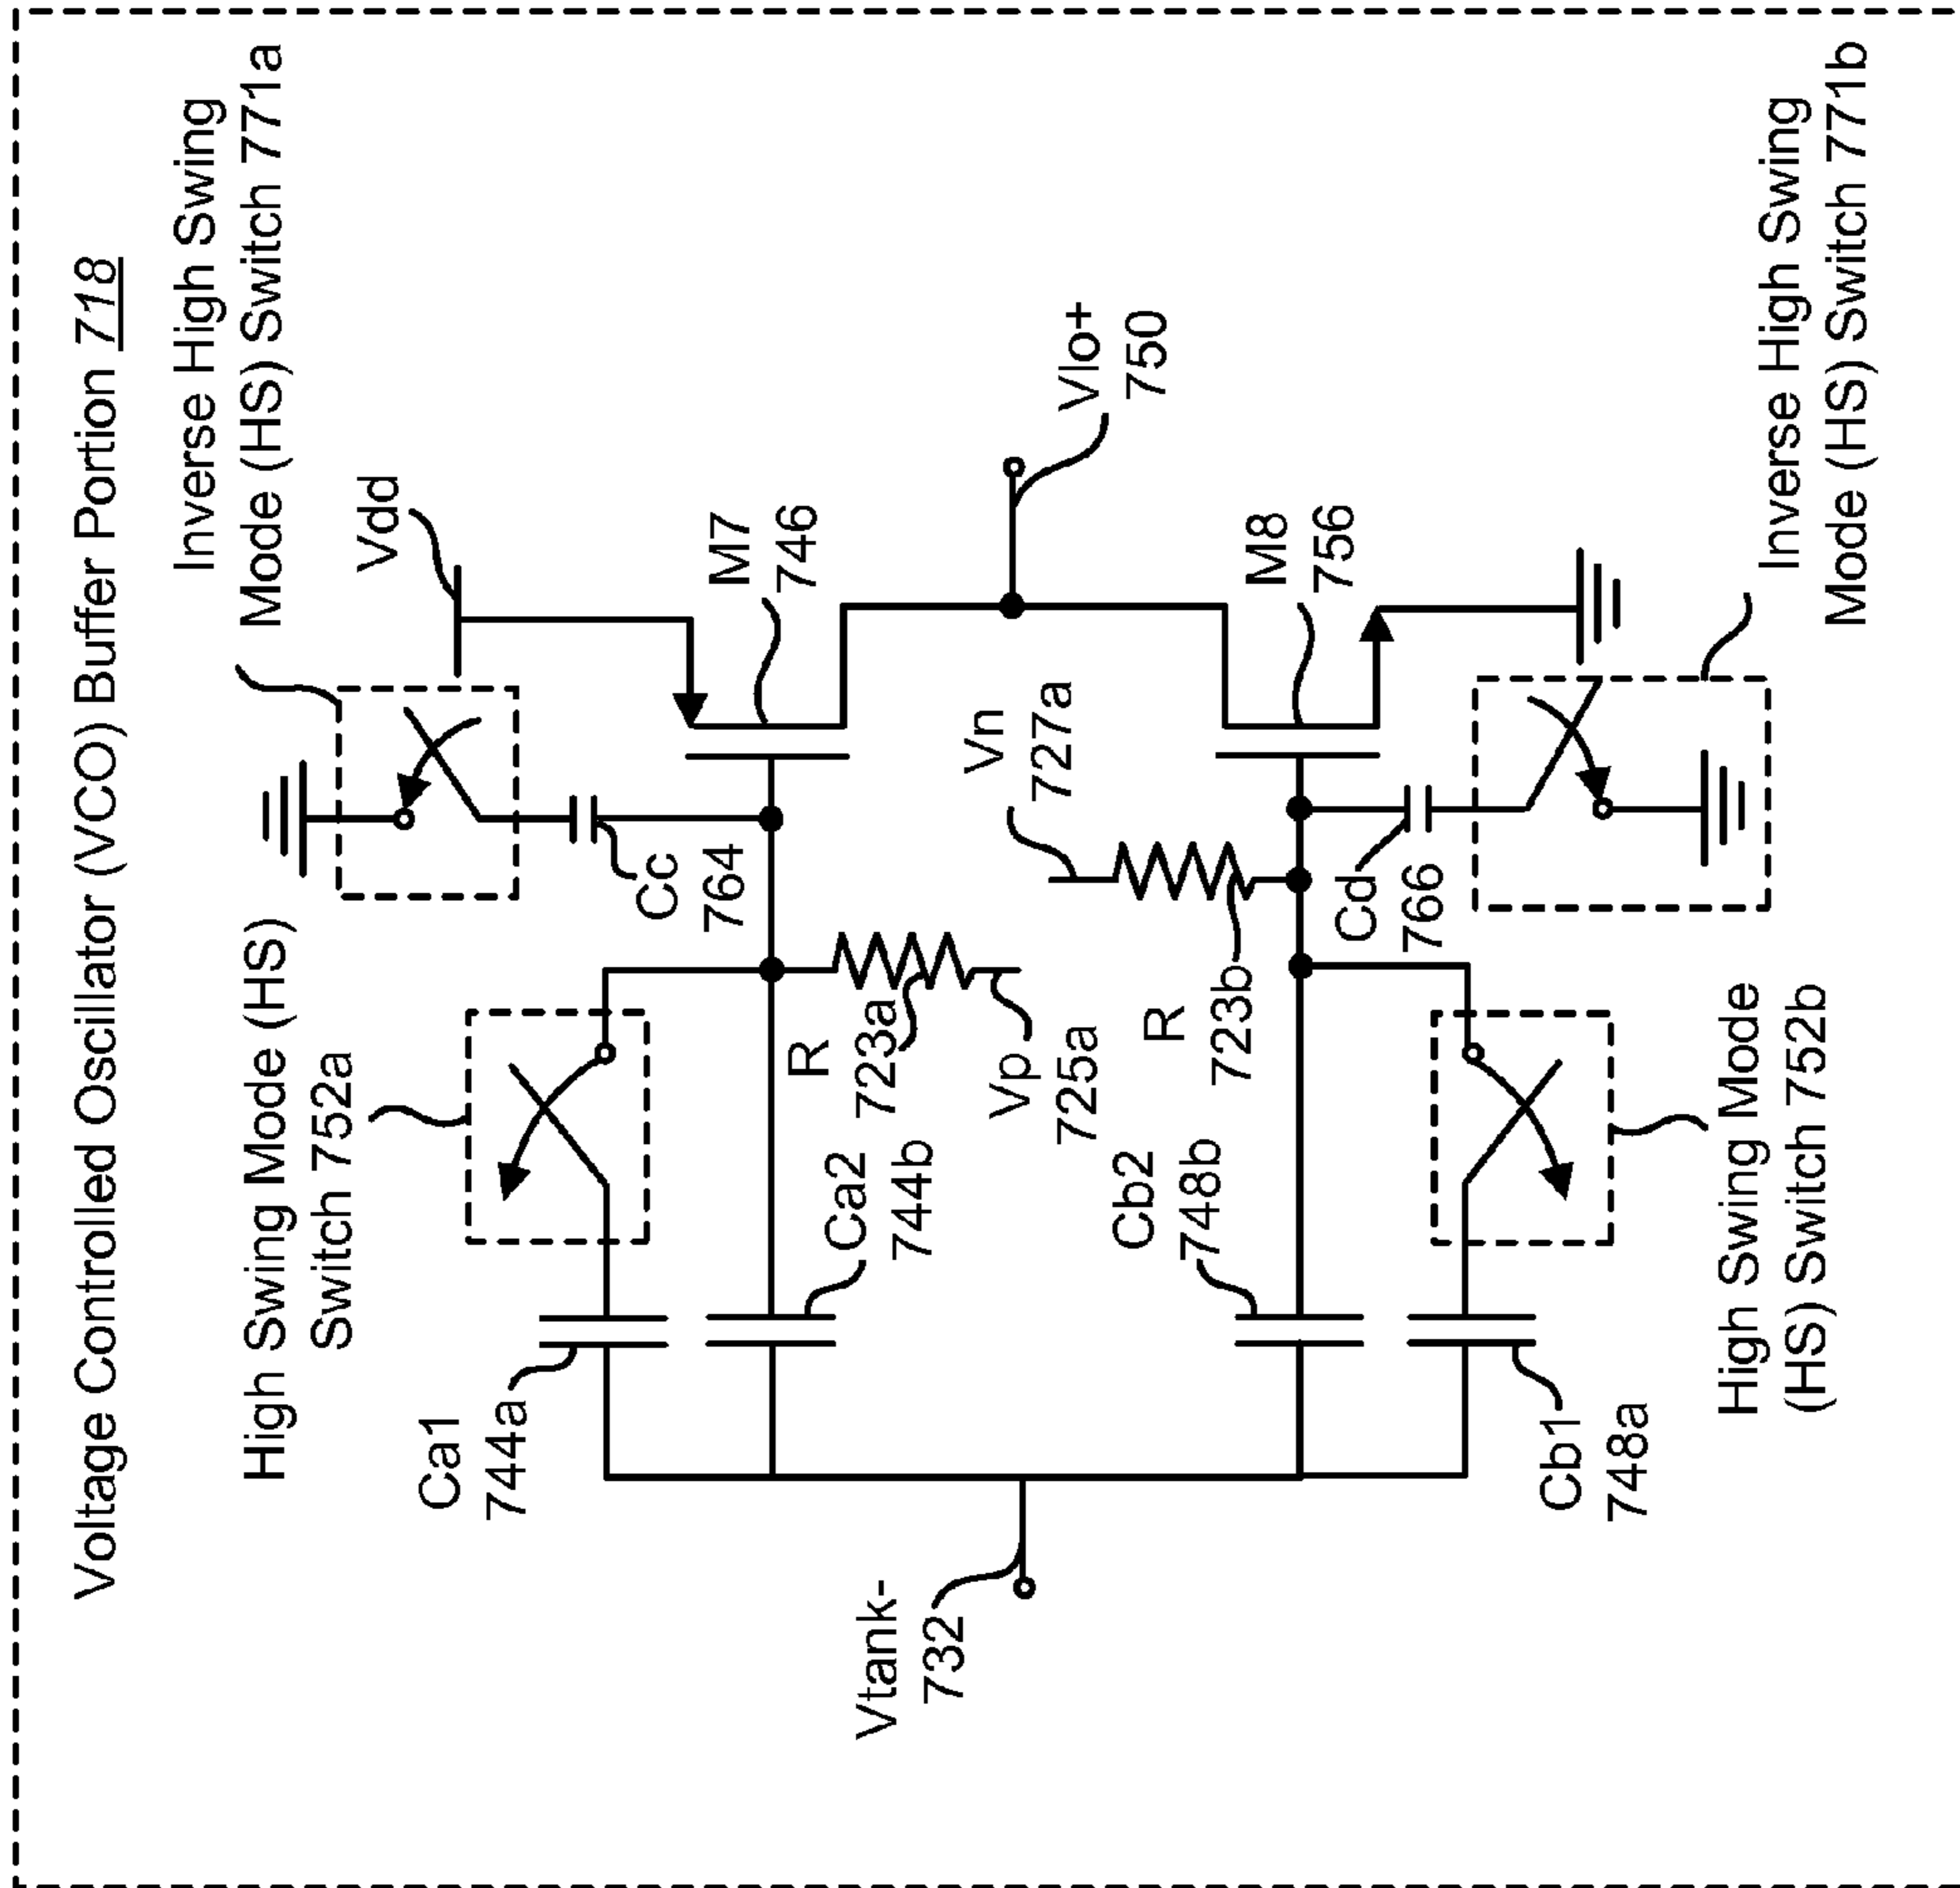 Voltage Controlled Oscillator (VCO) Buffer Portion 718
High Swing Mode (HS)
Switch 752a
Inverse High Swing
Mode (HS) Switch 771a
Vdd
Ca1
744a
Cc
764
M7
746
R
723a
Ca2
744b
Vtank-
732
Vp
725a
Vn
727a
Vlo+
750
Cb2
748b
R
723b
M8
756
Cd
766
Cb1
748a
High Swing Mode
(HS) Switch 752b
Inverse High Swing
Mode (HS) Switch 771b